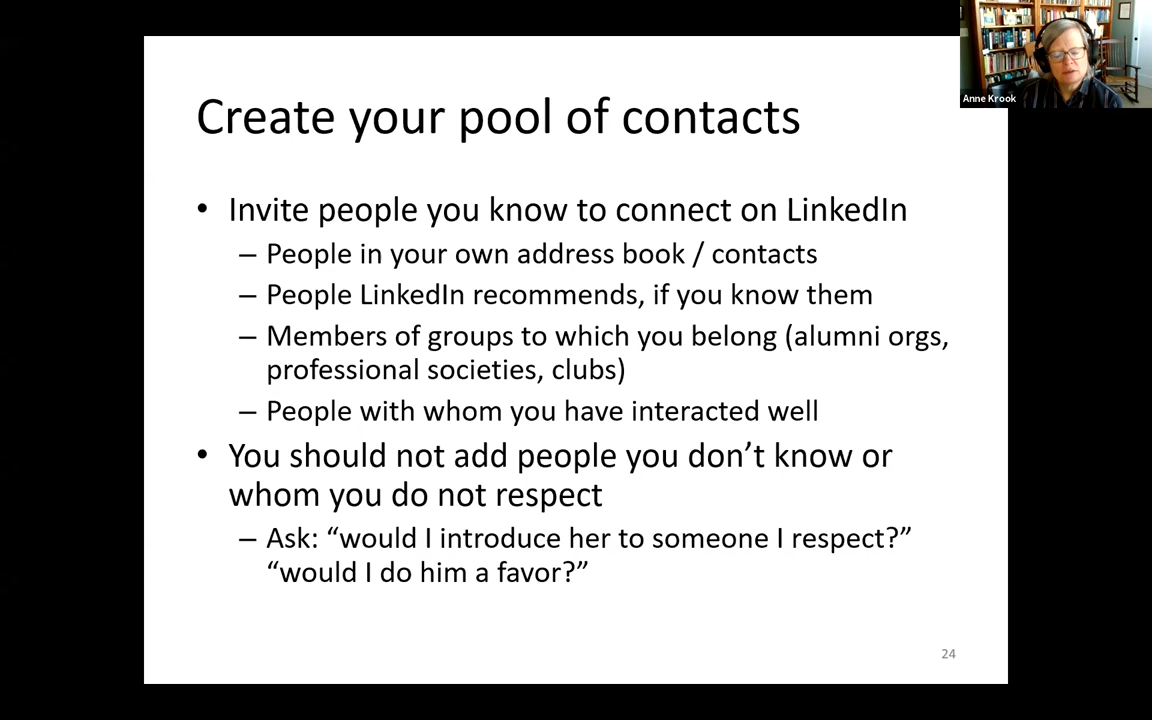 Anne Krook
Create your pool of contacts
• Invite people you know to connect on LinkedIn
– People in your own address book / contacts
– People LinkedIn recommends, if you know them
– Members of groups to which you belong (alumni orgs,
professional societies, clubs)
– People with whom you have interacted well
• You should not add people you don’t know or
whom you do not respect
– Ask: “would I introduce her to someone I respect?”
“would I do him a favor?”
24